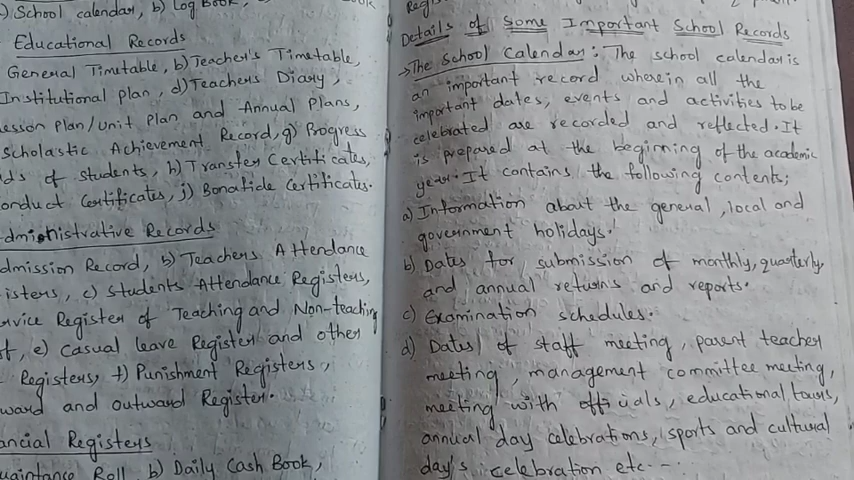 School calendar, b) Log Book,
Educational Records
General Timetable, b) Teacher's Timetable,
Institutional plan, d) Teachers Diary,
Lesson Plan/Unit Plan and Annual Plans,
Scholastic Achievement Record, g) Progress
of students, h) Transfer Certificates,
Conduct Certificates, j) Bonafide Certificates.
Administrative Records
Admission Record, b) Teachers Attendance
isters, c) Students Attendance Registers,
ervice Register of Teaching and Non-teaching
f, e) Casual leave Register and other
Registers, f) Punishment Registers,
ward and outward Register.
ancial Registers
Roll, b) Daily Cash Book,
Details of Some Important School Records
→The School Calendar: The school calendar is
an important record wherein all the
important dates, events and activities to be
celebrated are recorded and reflected. It
is prepared at the beginning of the academic
year. It contains the following contents;
a) Information about the general, local and
government holidays.
b) Dates for submission of monthly, quarterly,
and annual returns and reports.
c) Examination schedules.
d) Dates of staff meeting, parent teacher
meeting, management committee meeting,
meeting with officials, educational tours,
annual day celebrations, sports and cultural
day's celebration etc.--